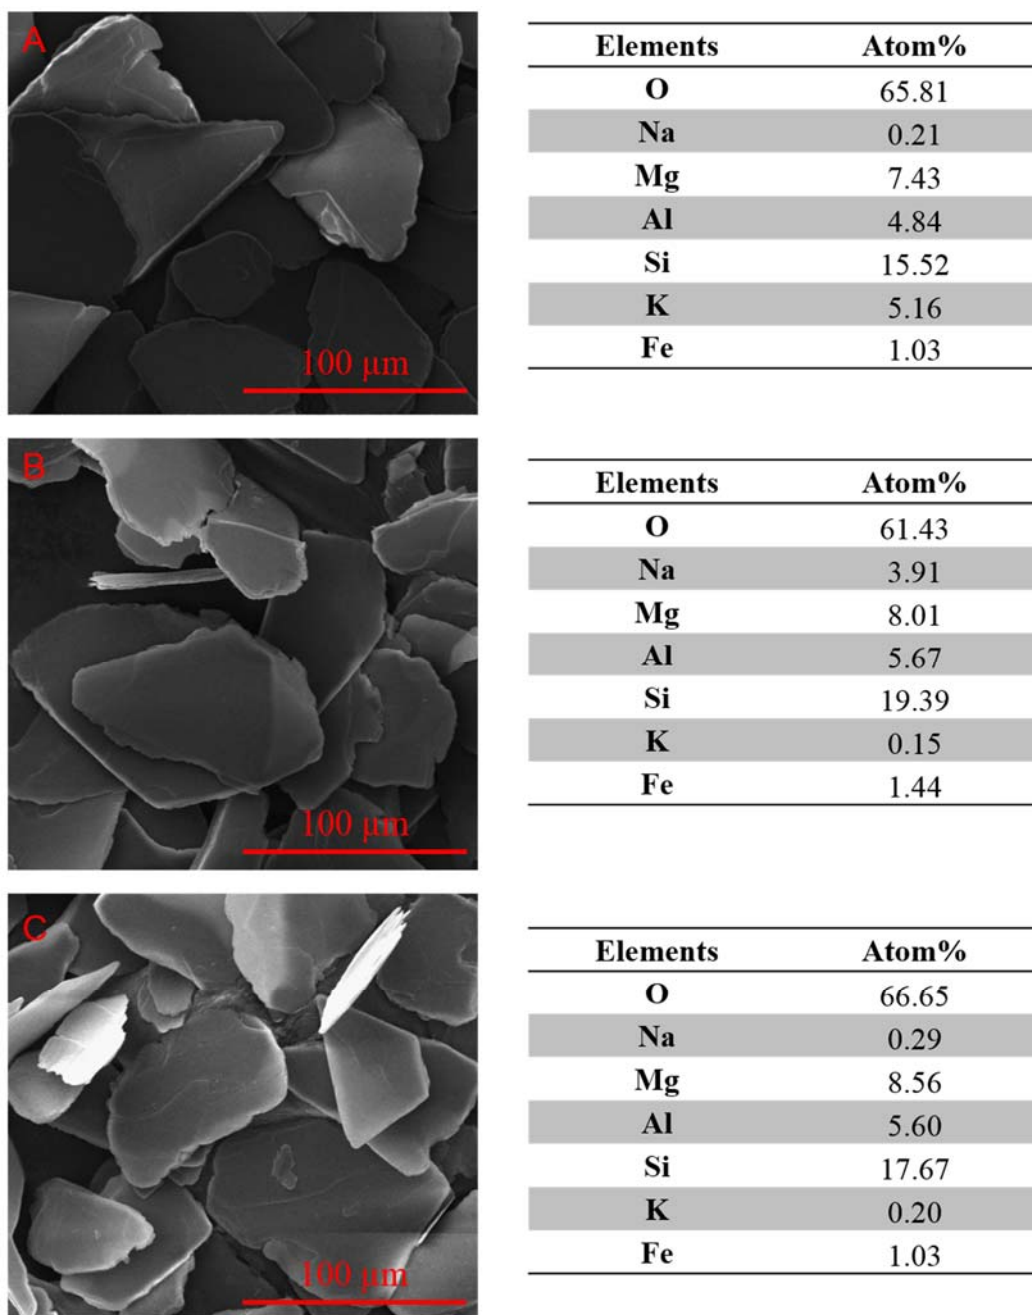 A
100 μm
Elements Atom%
O 65.81
Na 0.21
Mg 7.43
Al 4.84
Si 15.52
K 5.16
Fe 1.03
B
100 μm
Elements Atom%
O 61.43
Na 3.91
Mg 8.01
Al 5.67
Si 19.39
K 0.15
Fe 1.44
C
100 μm
Elements Atom%
O 66.65
Na 0.29
Mg 8.56
Al 5.60
Si 17.67
K 0.20
Fe 1.03